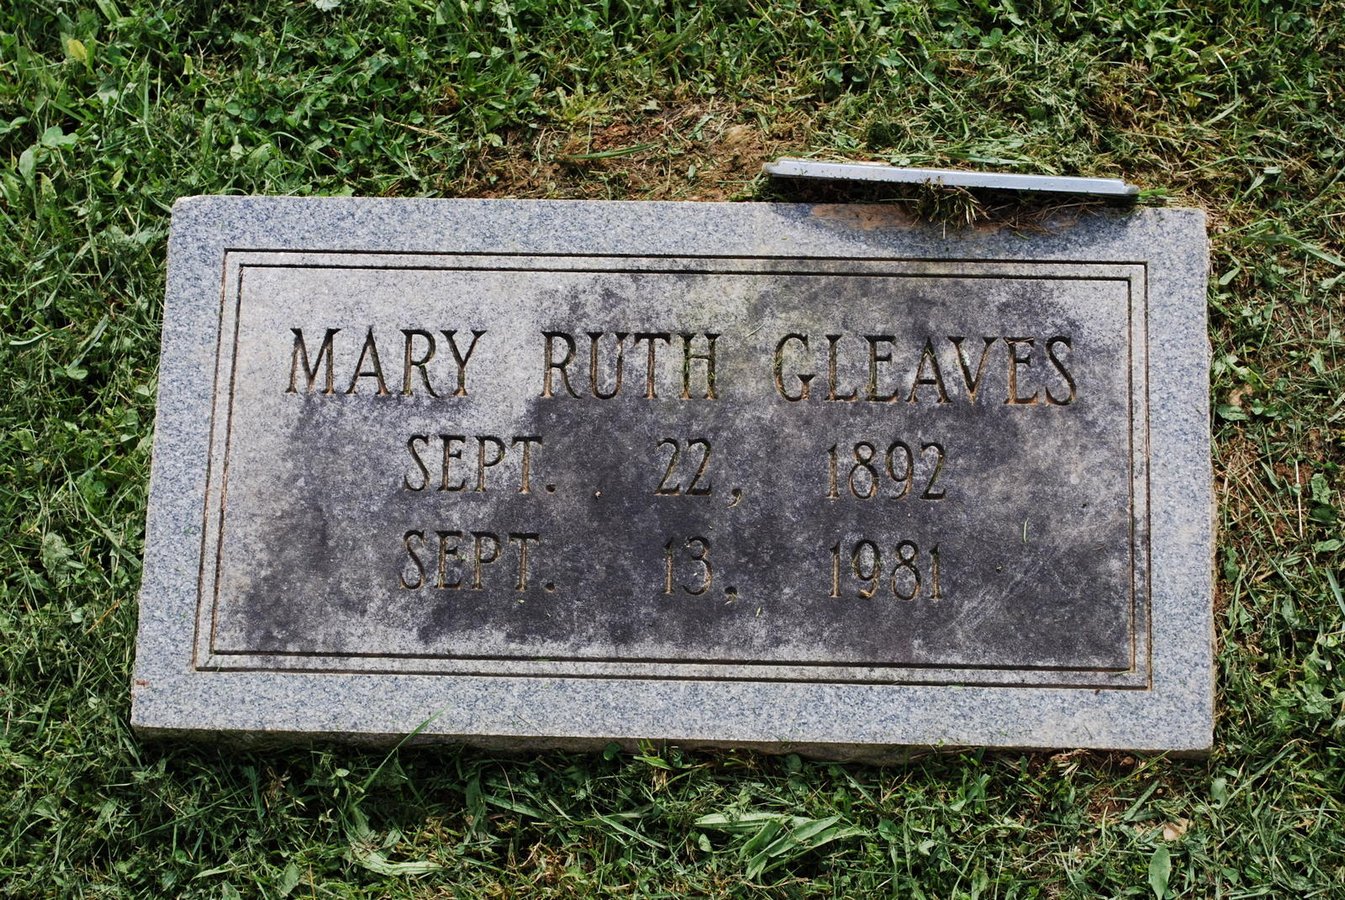 MARY RUTH GLEAVES
SEPT. 22, 1892
SEPT. 13, 1981